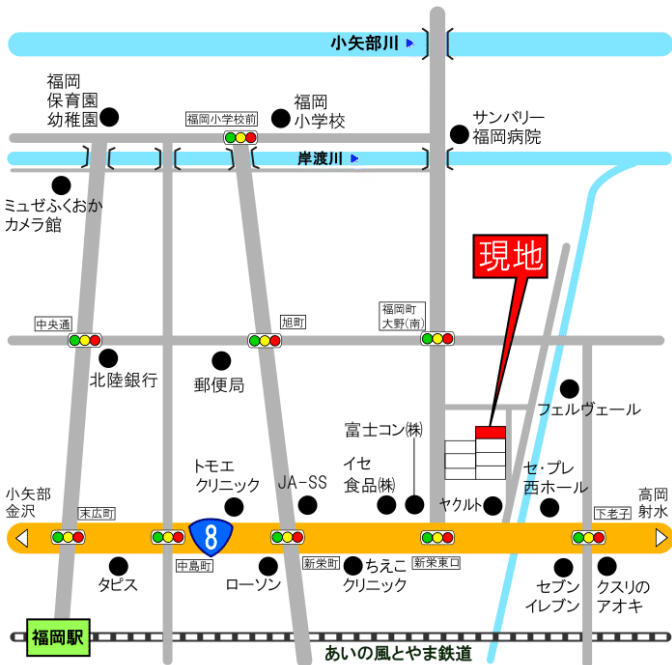 小矢部川
福岡
保育園
幼稚園
福岡小学校前
福岡
小学校
サンバリー
福岡病院
岸渡川
ミュゼふくおか
カメラ館
現地
中央通
旭町
福岡町
大野(南)
北陸銀行
郵便局
フェルヴェール
富士コン(株)
トモエ
クリニック
JA-SS
イセ
食品(株)
ヤクルト
セ・プレ
西ホール
小矢部
金沢
末広町
8
中島町
新栄町
新栄東口
下老子
高岡
射水
タピス
ローソン
ちえこ
クリニック
セブン
イレブン
クスリの
アオキ
福岡駅
あいの風とやま鉄道